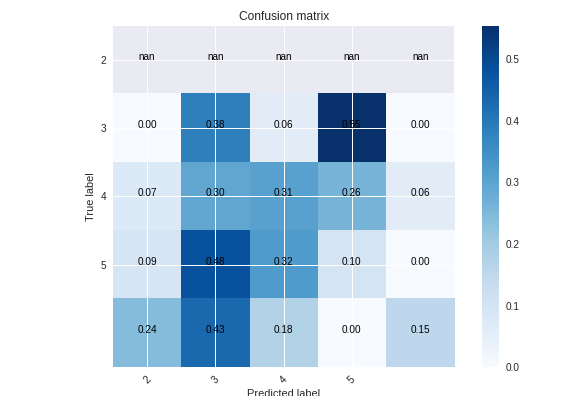 Confusion matrix
2 nan nan nan nan nan
3 0.00 0.38 0.06 0.55 0.00
4 0.07 0.30 0.31 0.26 0.06
5 0.09 0.48 0.32 0.10 0.00
0.24 0.43 0.18 0.00 0.15
2 3 4 5
True label
Predicted label
0.5
0.4
0.3
0.2
0.1
0.0